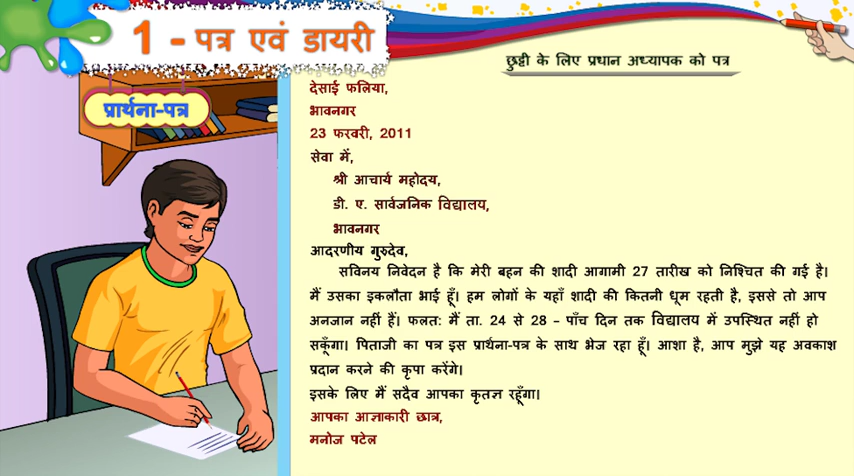 1 - पत्र एवं डायरी
प्रार्थना-पत्र
छुट्टी के लिए प्रधान अध्यापक को पत्र
देसाई फलिया,
भावनगर
23 फरवरी, 2011
सेवा में,
श्री आचार्य महोदय,
डी. ए. सार्वजनिक विद्यालय,
भावनगर
आदरणीय गुरुदेव,
सविनय निवेदन है कि मेरी बहन की शादी आगामी 27 तारीख को निश्चित की गई है।
मैं उसका इकलौता भाई हूँ। हम लोगों के यहाँ शादी की कितनी धूम रहती है, इससे तो आप
अनजान नहीं हैं। फलतः मैं ता. 24 से 28 - पाँच दिन तक विद्यालय में उपस्थित नहीं हो
सकूँगा। पिताजी का पत्र इस प्रार्थना-पत्र के साथ भेज रहा हूँ। आशा है, आप मुझे यह अवकाश
प्रदान करने की कृपा करेंगे।
इसके लिए मैं सदैव आपका कृतज्ञ रहूँगा।
आपका आज्ञाकारी छात्र,
मनोज पटेल